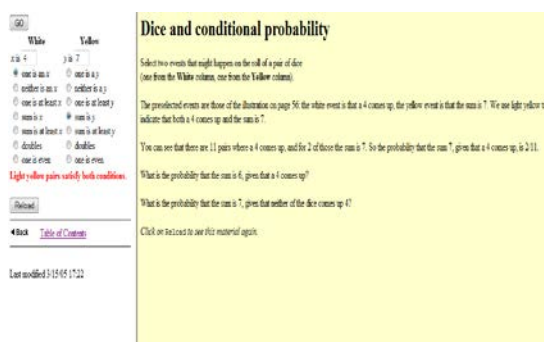 GO
White Yellow
x is 4 y is 7
one is an x one is a y
neither is an x neither is a y
one is at least x one is at least y
sum is x sum is y
sum is at least x sum is at least y
doubles doubles
one is even one is even
Light yellow pairs satisfy both conditions.
Reload
Back Table of Contents
Last modified 3/15/05 17:22
Dice and conditional probability
Select two events that might happen on the roll of a pair of dice
(one from the White column, one from the Yellow column).
The preselected events are those of the illustration on page 56: the white event is that a 4 comes up, the yellow event is that the sum is 7. We use light yellow t
indicate that both a 4 comes up and the sum is 7.
You can see that there are 11 pairs where a 4 comes up, and for 2 of those the sum is 7. So the probability that the sum 7, given that a 4 comes up, is 2/11.
What is the probability that the sum is 6, given that a 4 comes up?
What is the probability that the sum is 7, given that neither of the dice comes up 4?
Click on Reload to see this material again.